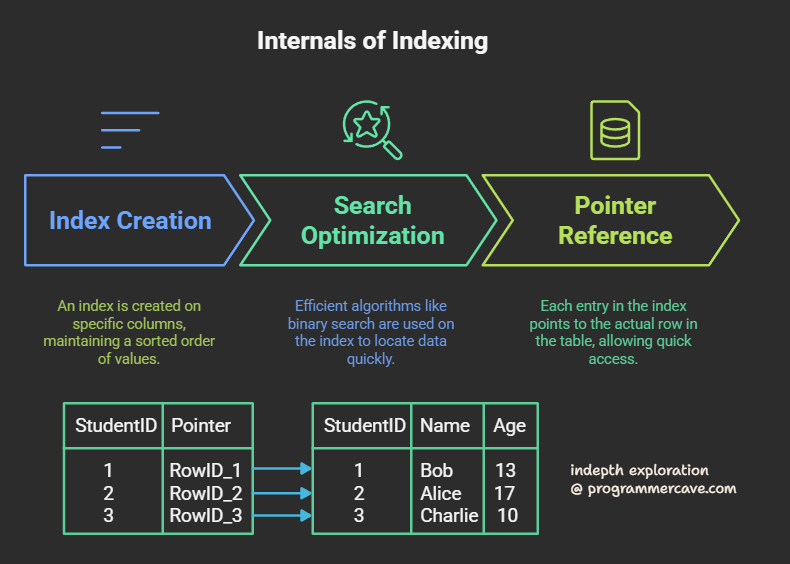 Internals of Indexing
Index Creation
Search
Optimization
Pointer
Reference
An index is created on
specific columns,
maintaining a sorted order
of values.
Efficient algorithms like
binary search are used on
the index to locate data
quickly.
Each entry in the index
points to the actual row in
the table, allowing quick
access.
StudentID Pointer
1 RowID_1
2 RowID_2
3 RowID_3
StudentID Name Age
1 Bob 13
2 Alice 17
3 Charlie 10
indepth exploration
@ programmercave.com